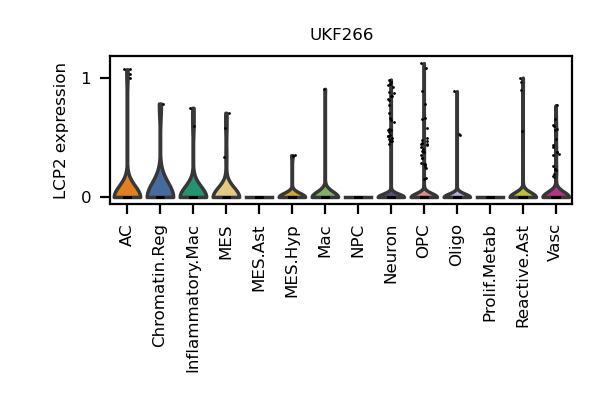 UKF266
LCP2 expression
1
0
AC
Chromatin.Reg
Inflammatory.Mac
MES
MES.Ast
MES.Hyp
Mac
NPC
Neuron
OPC
Oligo
Prolif.Metab
Reactive.Ast
Vasc